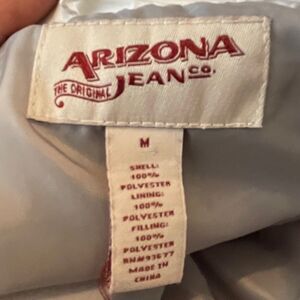 ARIZONA
THE ORIGINAL JEAN CO.
M
SHELL:
100%
POLYESTER
LINING:
100%
POLYESTER
FILLING:
100%
POLYESTER
RN#93677
MADE IN
CHINA